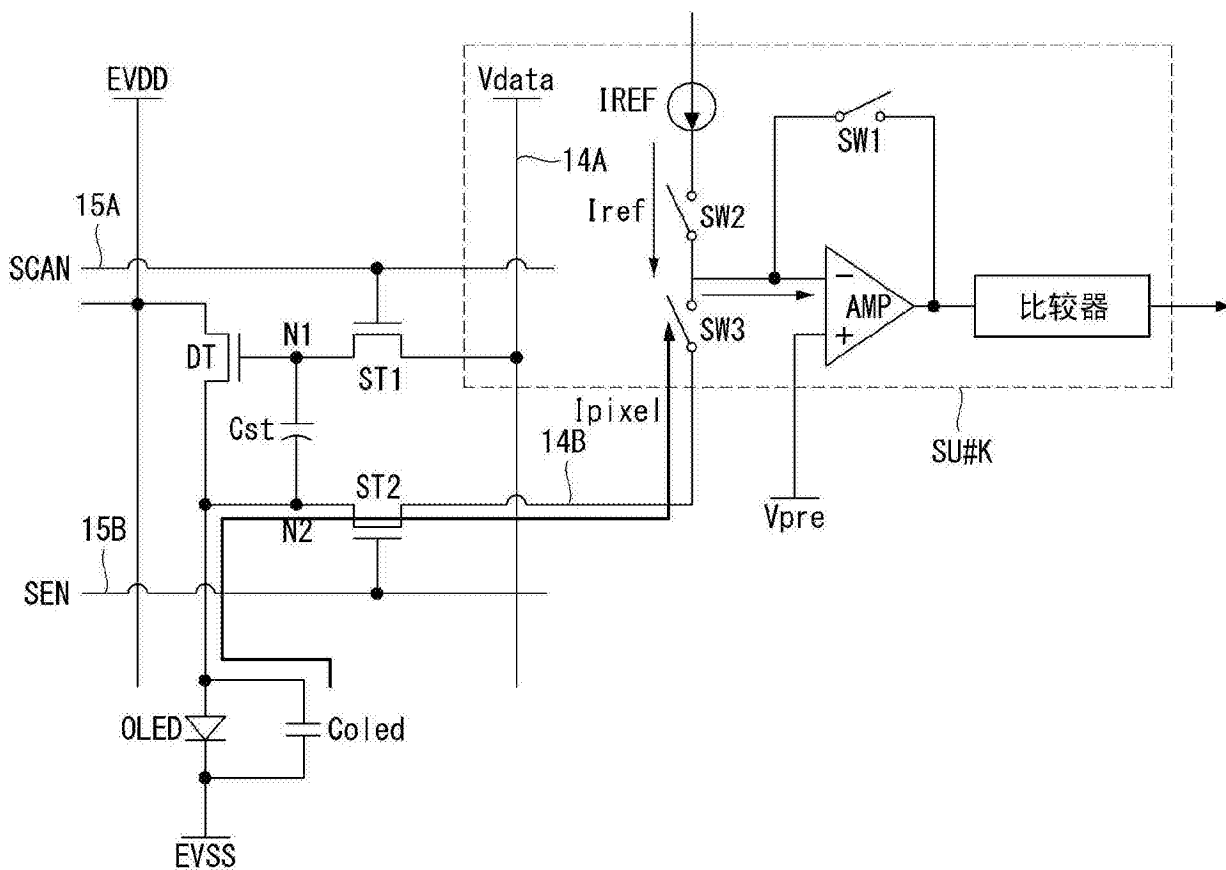 EVDD
Vdata
IREF
SW1
14A
15A
Iref
SW2
SCAN
N1
DT
ST1
SW3
AMP
比较器
Cst
Ipixel
14B
SU#K
ST2
N2
Vpre
15B
SEN
OLED
Coled
EVSS